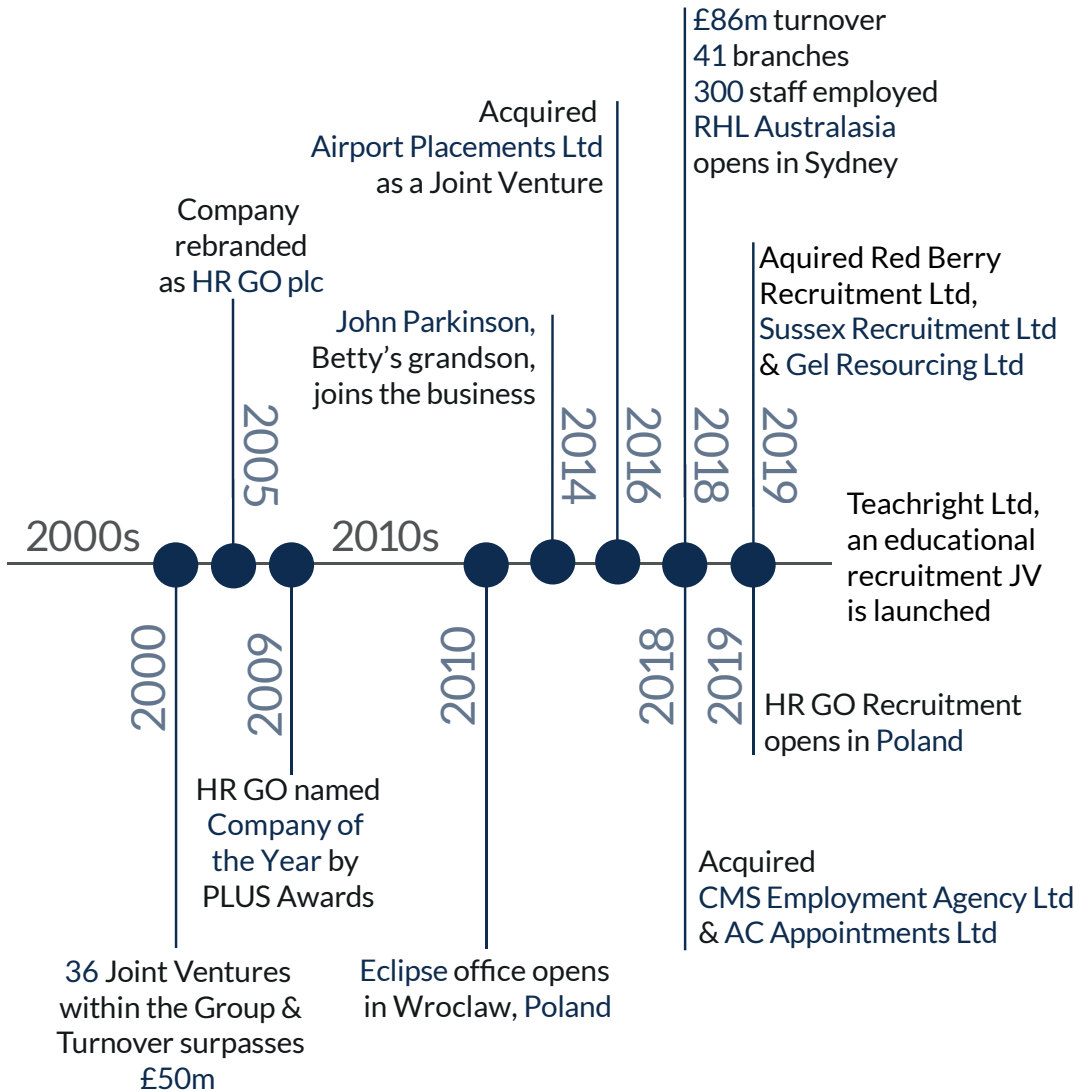 £86m turnover
41 branches
300 staff employed
RHL Australasia
opens in Sydney
Acquired
Airport Placements Ltd
as a Joint Venture
Company
rebranded
as HR GO plc
Aquired Red Berry
Recruitment Ltd,
Sussex Recruitment Ltd
& Gel Resourcing Ltd
John Parkinson,
Betty’s grandson,
joins the business
2005
2014
2016
2018
2019
2000s
2010s
Teachright Ltd,
an educational
recruitment JV
is launched
2000
2009
2010
2018
2019
HR GO Recruitment
opens in Poland
HR GO named
Company of
the Year by
PLUS Awards
Acquired
CMS Employment Agency Ltd
& AC Appointments Ltd
36 Joint Ventures
within the Group &
Turnover surpasses
£50m
Eclipse office opens
in Wroclaw, Poland